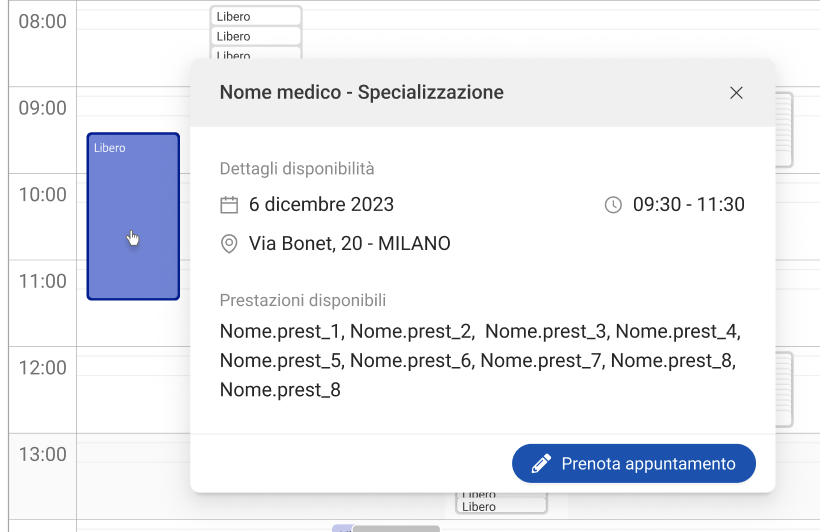 08:00
Libero
Libero
Libero
Nome medico - Specializzazione
09:00
Libero
Dettagli disponibilità
10:00
6 dicembre 2023
09:30 - 11:30
Via Bonet, 20 - MILANO
11:00
Prestazioni disponibili
Nome.prest_1, Nome.prest_2,  Nome.prest_3, Nome.prest_4,
12:00
Nome.prest_5, Nome.prest_6, Nome.prest_7, Nome.prest_8,
Nome.prest_8
13:00
Prenota appuntamento
Libero
Libero